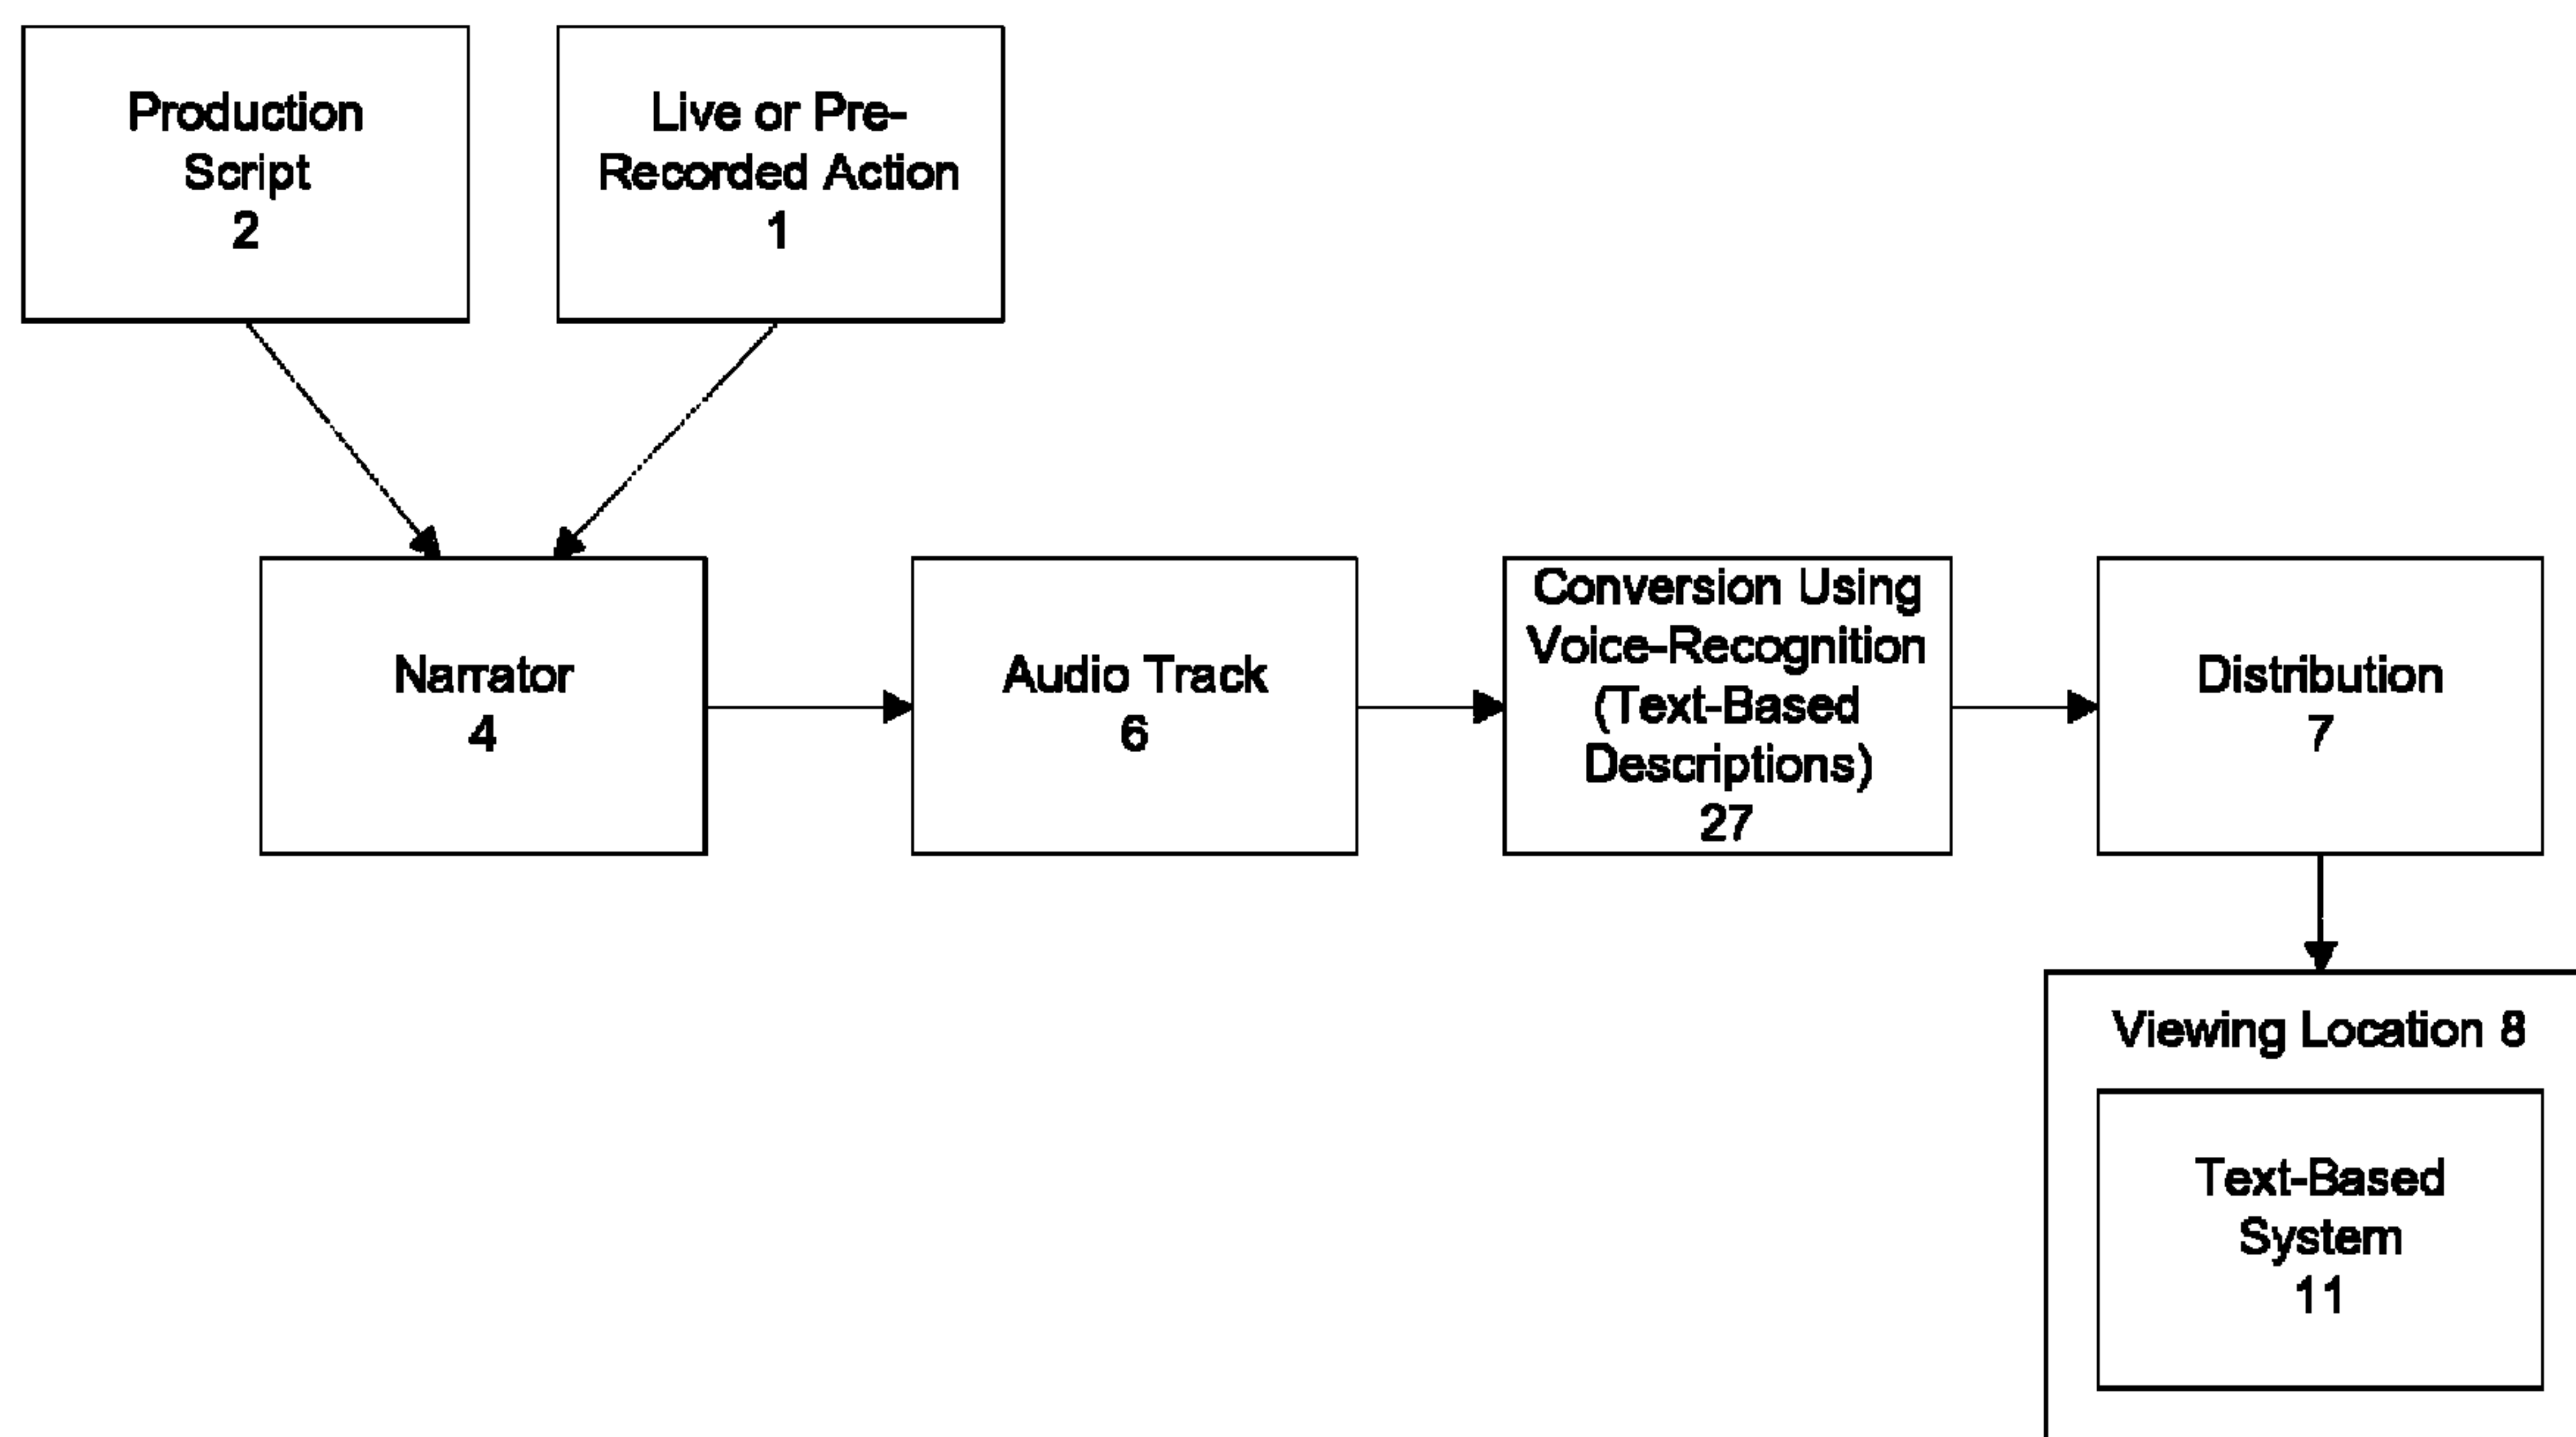 Production
Script
2
Live or Pre-
Recorded Action
1
Narrator
4
Audio Track
6
Conversion Using
Voice-Recognition
(Text-Based
Descriptions)
27
Distribution
7
Viewing Location 8
Text-Based
System
11